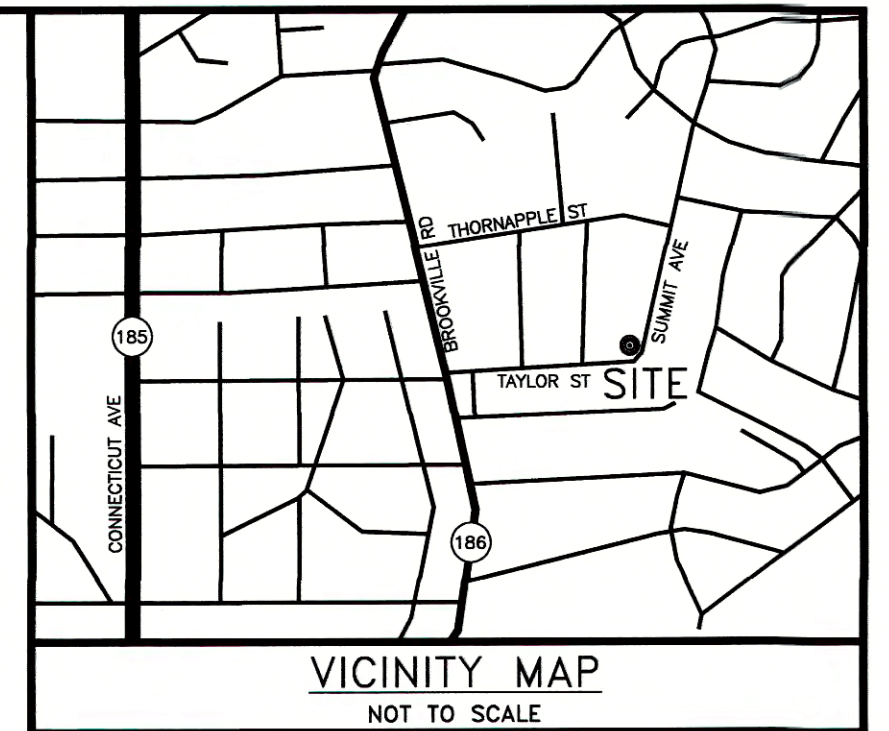 THORNAPPLE ST
BROOKVILLE RD
SUMMIT AVE
185
TAYLOR ST
SITE
CONNECTICUT AVE
186
VICINITY MAP
NOT TO SCALE